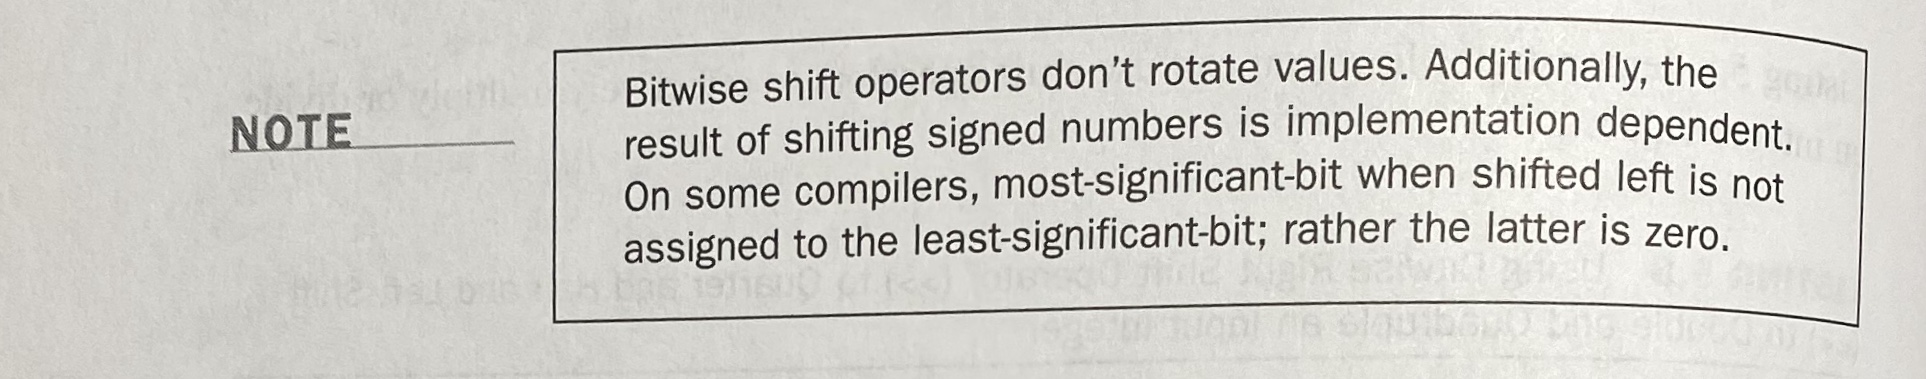 NOTE
Bitwise shift operators don't rotate values. Additionally, the
result of shifting signed numbers is implementation dependent.
On some compilers, most-significant-bit when shifted left is not
assigned to the least-significant-bit; rather the latter is zero.